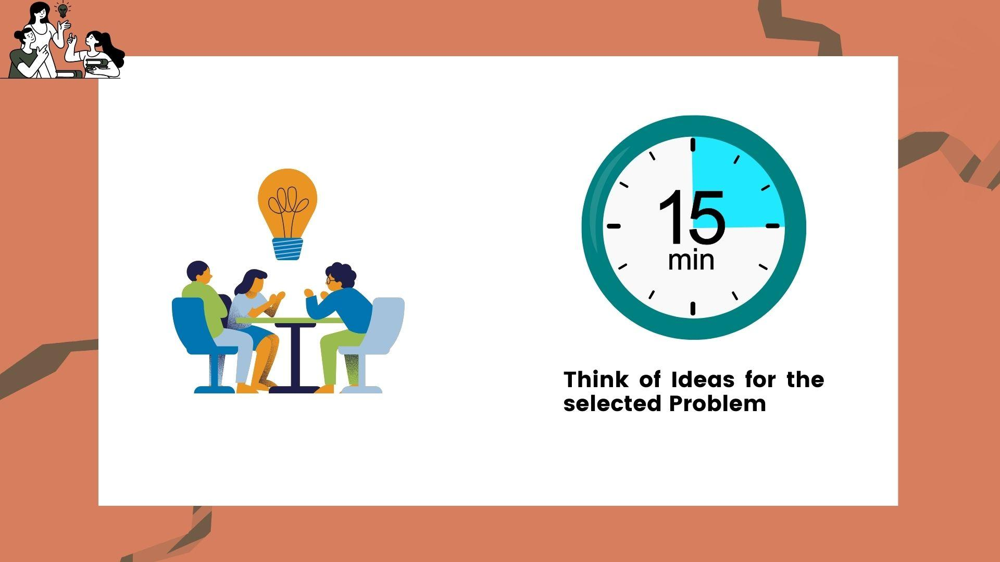 15
min
Think of Ideas for the
selected Problem